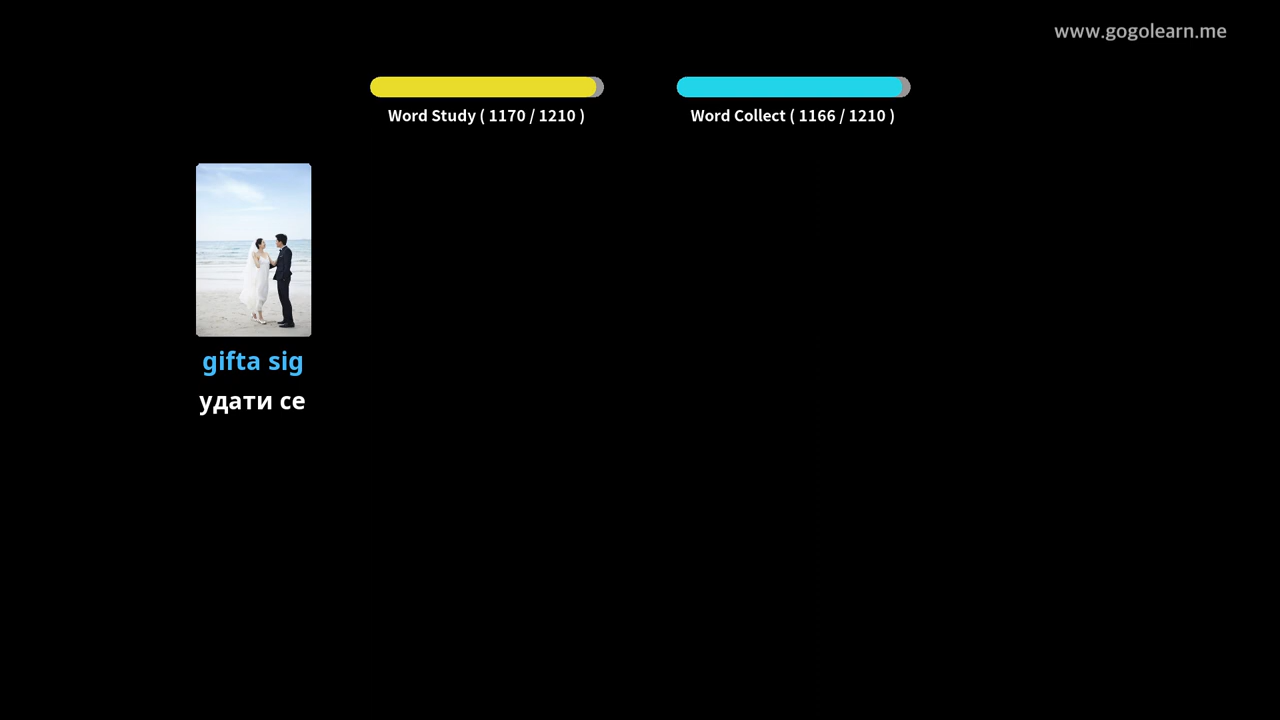 www.gogolearn.me
Word Study ( 1170 / 1210 )
Word Collect ( 1166 / 1210 )
gifta sig
удати се